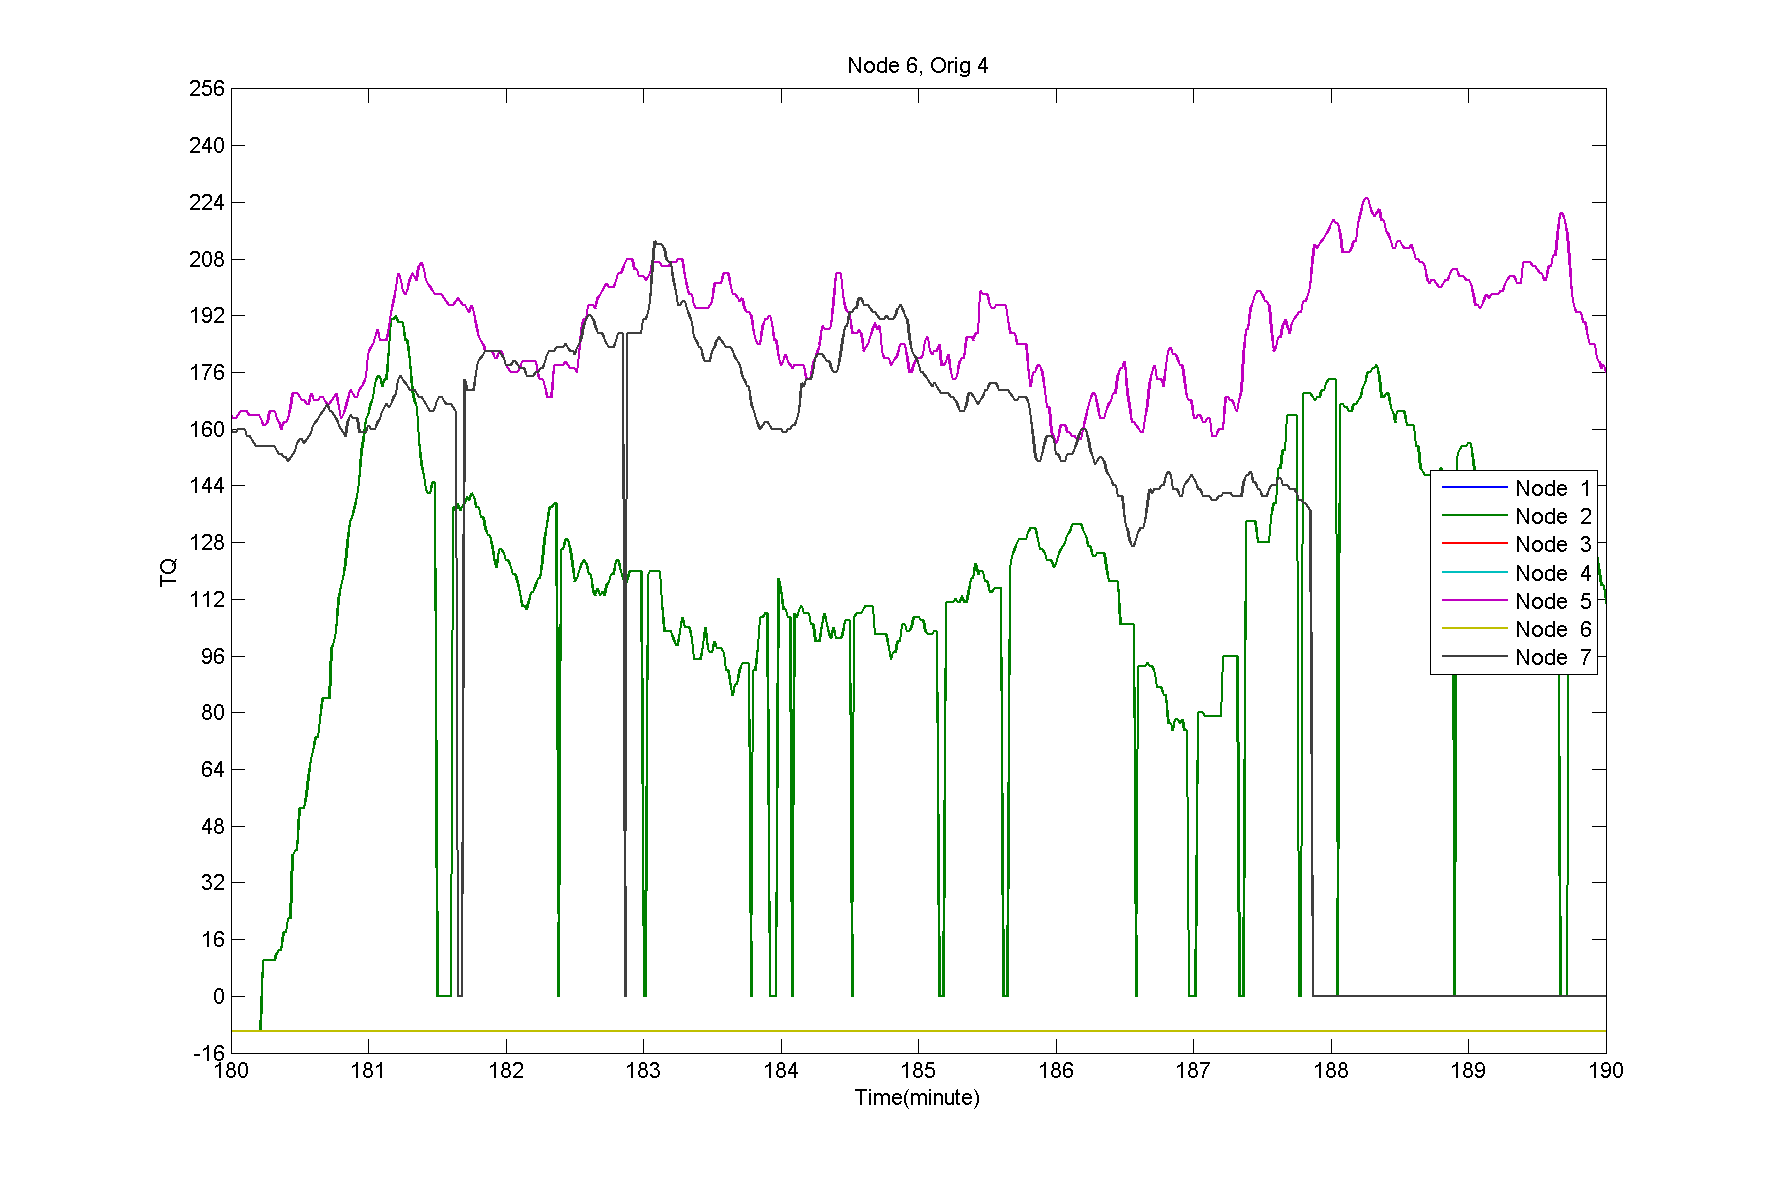 Node 6, Orig 4
256
240
224
208
192
176
160
144
128
112
96
80
64
48
32
16
0
-16
TQ
180 181 182 183 184 185 186 187 188 189 190
Time(minute)
Node 1
Node 2
Node 3
Node 4
Node 5
Node 6
Node 7